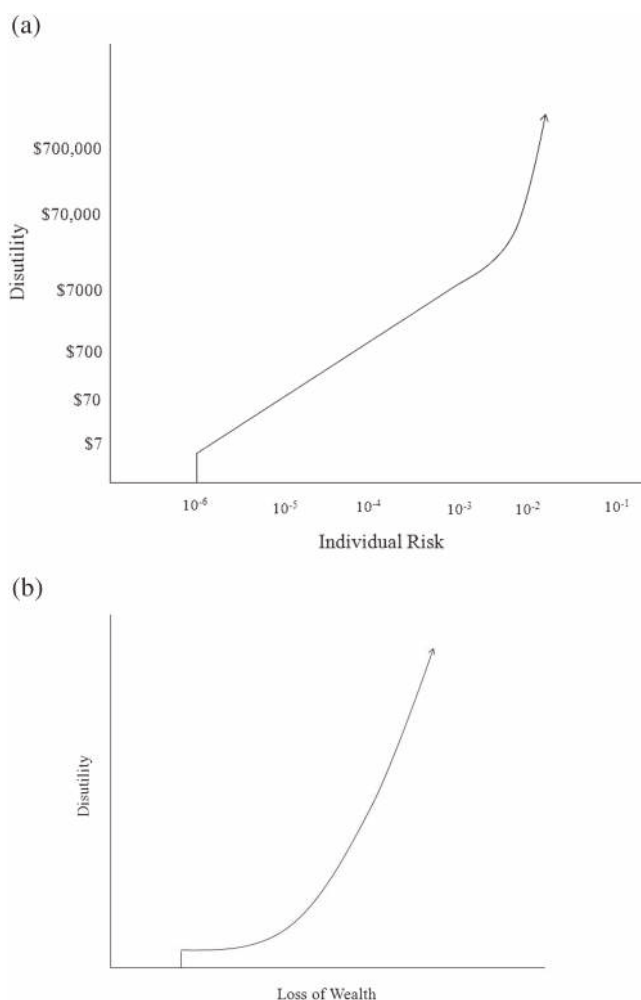 (a)
$700,000
$70,000
Disutility
$7000
$700
$70
$7
10⁻⁶ 10⁻⁵ 10⁻⁴ 10⁻³ 10⁻² 10⁻¹
Individual Risk
(b)
Disutility
Loss of Wealth